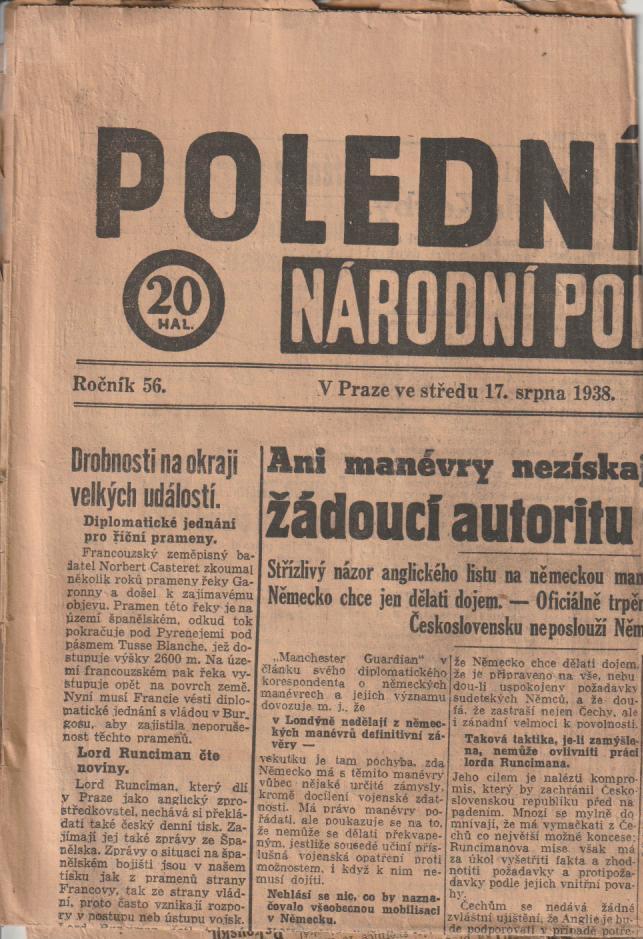 POLEDNÍ
20
HAL.
NÁRODNÍ POL
Ročník 56.
V Praze ve středu 17. srpna 1938.
Drobnosti na okraji
velkých událostí.
Diplomatické jednání
pro říční prameny.
Francouzský zeměpisný ba-
datel Norbert Casteret zkoumal
několik roků prameny řeky Ga-
ronny a došel k zajímavému
objevu. Pramen této řeky je na
území španělském, odkud tok
pokračuje pod Pyrenejemi pod
pásmem Tusse Blanche, jež do-
stupuje výšky 2600 m. Na úze-
mí francouzském pak řeka vy-
stupuje opět na povrch země.
Nyní musí Francie vésti diplo-
matické jednání s vládou v Bur-
gosu, aby zajistila neporuše-
nost těchto pramenů.
Lord Runciman čte
noviny.
Lord Runciman, který dlí
v Praze jako anglický zpro-
středkovatel, nechává si překlá-
dati také český denní tisk. Za-
jímají jej také zprávy ze Špa-
nělska. Zprávy o situaci na špa-
nělském bojišti jsou v našem
tisku jak z pramenů strany
Francovy, tak ze strany vlád-
ní, proto často vznikají rozpo-
ry v postupu neb ústupu vojsk.
Ani manévry nezískaj
žádoucí autoritu
Střízlivý názor anglického listu na německou man
Německo chce jen dělati dojem. — Oficiálně trpěn
Československu neposlouží Něm
„Manchester Guardian" v
článku svého diplomatického
korespondenta o německých
manévrech a jejich významu
dovozuje m. j., že
v Londýně nedělají z němec-
kých manévrů definitivní zá-
věry —
vskutku je tam pochyba, zda
Německo má s těmito manévry
vůbec nějaké určité záměsly,
kromě docílení vojenské zdat-
nosti. Má právo manévry po-
řádati, ale poukazuje se na to,
že nemůže se dělati překvape-
ným, jestliže sousedé učiní pří-
slušná vojenská opatření proti
možnostem, i když k nim ne-
musí dojíti.
Nehlásí se nic, co by nazna-
čovalo všeobecnou mobilisaci
v Německu.
že Německo chce dělati dojem,
že je připraveno na vše, nebu
dou-li uspokojeny požadavky
sudetských Němců, a že dou-
fá, že zastraší nejen Čechy, ale
i západní velmoci k povolnosti.
Taková taktika, je-li zamýšle-
na, nemůže ovlivniti práci
lorda Runcimana.
Jeho cílem je nalézti kompro-
mis, který by zachránil Česko-
slovenskou republiku před na-
padením. Mnozí se mylně do-
mnívají, že má vymačkati z Če-
chů co největší možné koncese;
Runcimanova mise však má
za úkol vyšetřiti fakta a zhod-
notiti požadavky a protipoža-
davky podle jejich vnitřní pova-
hy.
Čechům se nedává žádné
zvláštní ujištění, že Anglie je bu-
de podporovati v případě potře-